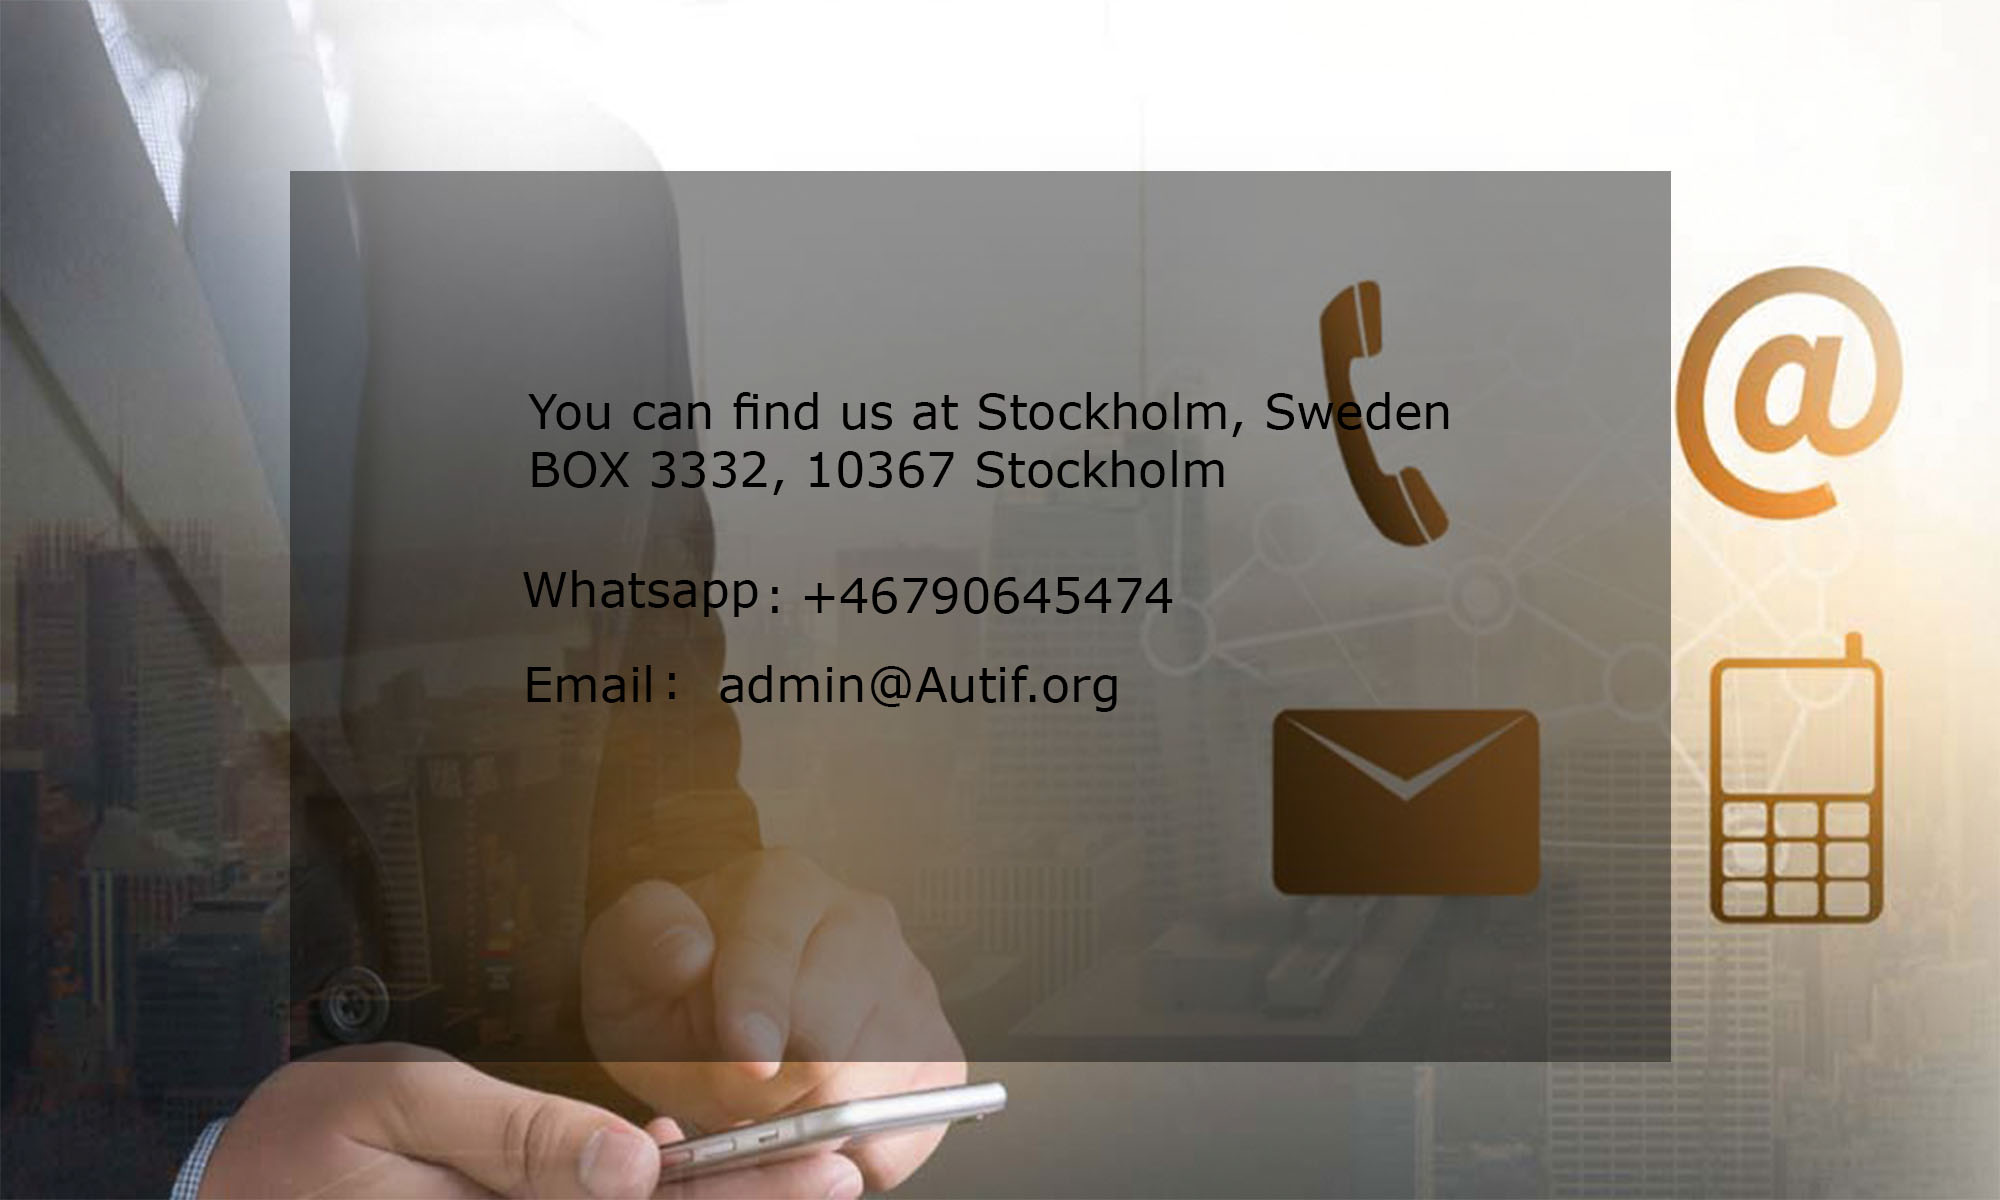 You can find us at Stockholm, Sweden
BOX 3332, 10367 Stockholm
Whatsapp : +46790645474
Email : admin@Autif.org